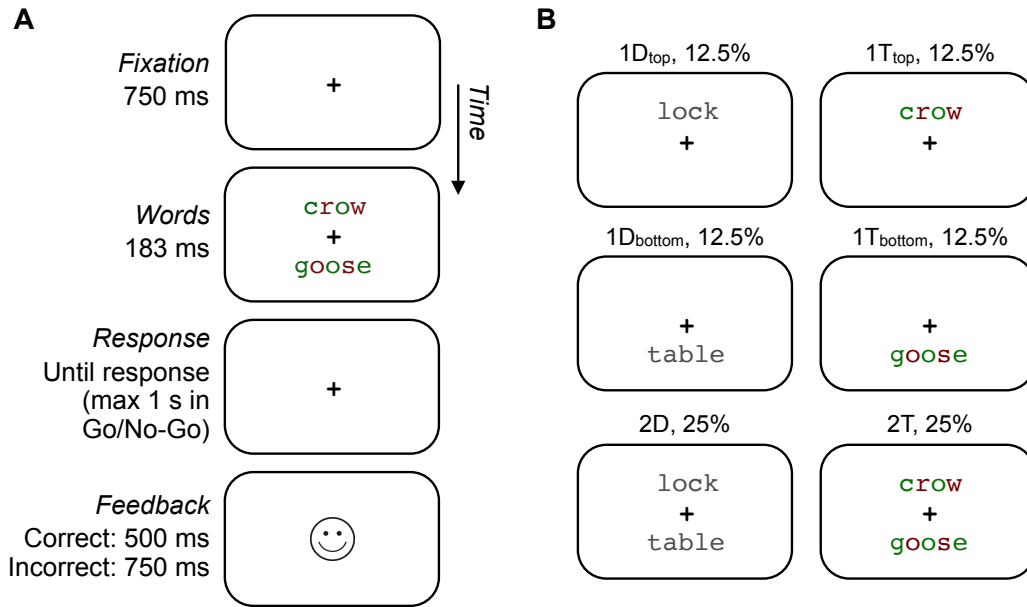 A
Fixation
750 ms
+
Time
Words
183 ms
crow
+
goose
Response
Until response
(max 1 s in
Go/No-Go)
+
Feedback
Correct: 500 ms
Incorrect: 750 ms
B
1Dtop, 12.5%
lock
+
1Ttop, 12.5%
crow
+
1Dbottom, 12.5%
+
table
1Tbottom, 12.5%
+
goose
2D, 25%
lock
+
table
2T, 25%
crow
+
goose